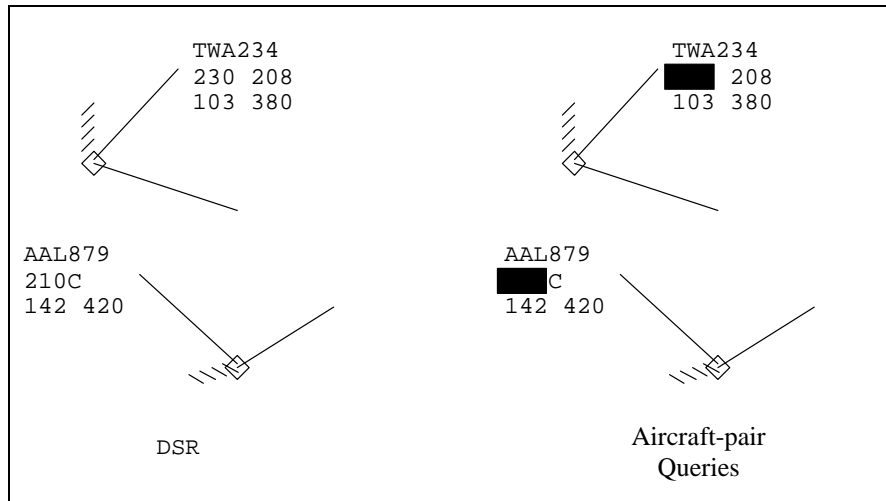 TWA234
230 208
103 380
AAL879
210C
142 420
DSR
TWA234
208
103 380
AAL879
C
142 420
Aircraft-pair
Queries